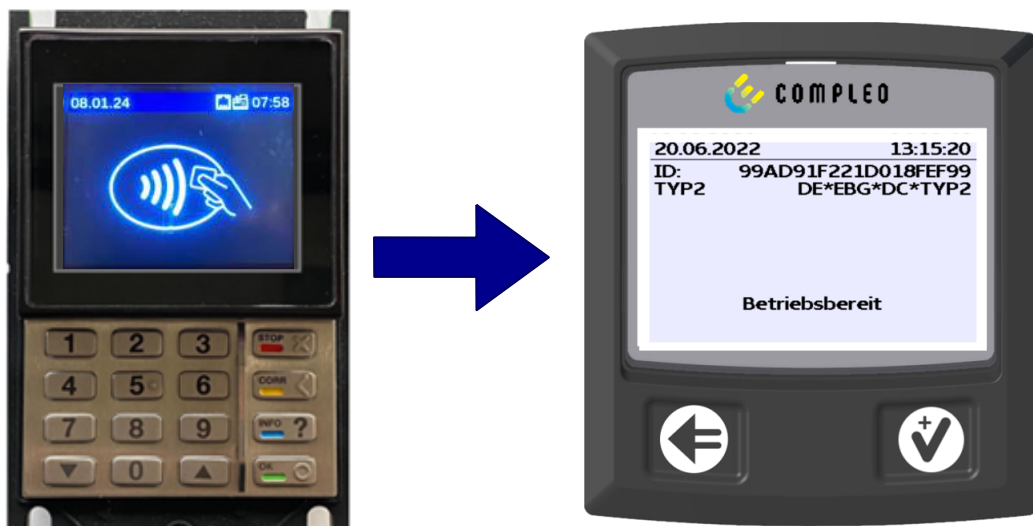 08.01.24 07:58
1 2 3 STOP
4 5 6 CORR
7 8 9 INFO ?
0 OK
COMPLEO
20.06.2022 13:15:20
ID: 99AD91F221D018FEF99
TYP2 DE*EBG*DC*TYP2
Betriebsbereit